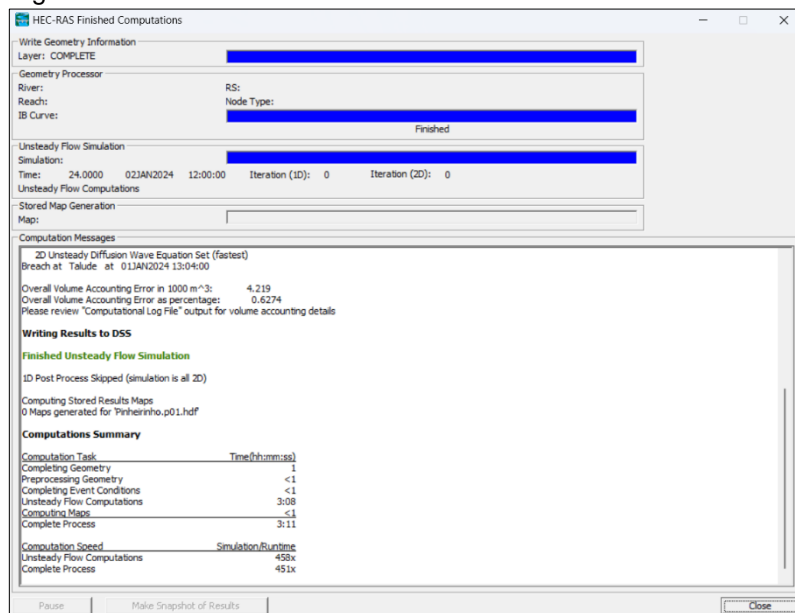 HEC-RAS Finished Computations
Write Geometry Information
Layer: COMPLETE
Geometry Processor
River: RS:
Reach: Node Type:
IB Curve:
Finished
Unsteady Flow Simulation
Simulation:
Time: 24.0000 02JAN2024 12:00:00 Iteration (1D): 0 Iteration (2D): 0
Unsteady Flow Computations
Stored Map Generation
Map:
Computation Messages
2D Unsteady Diffusion Wave Equation Set (fastest)
Breach at Talude at 01JAN2024 13:04:00
Overall Volume Accounting Error in 1000 m^3: 4.219
Overall Volume Accounting Error as percentage: 0.6274
Please review "Computational Log File" output for volume accounting details
Writing Results to DSS
Finished Unsteady Flow Simulation
1D Post Process Skipped (simulation is all 2D)
Computing Stored Results Maps
0 Maps generated for 'Pinheirinho.p01.hdf'
Computations Summary
Computation Task Time(hh:mm:ss)
Completing Geometry 1
Preprocessing Geometry <1
Completing Event Conditions <1
Unsteady Flow Computations 3:08
Computing Maps <1
Complete Process 3:11
Computation Speed Simulation/Runtime
Unsteady Flow Computations 458x
Complete Process 451x
Pause Make Snapshot of Results Close